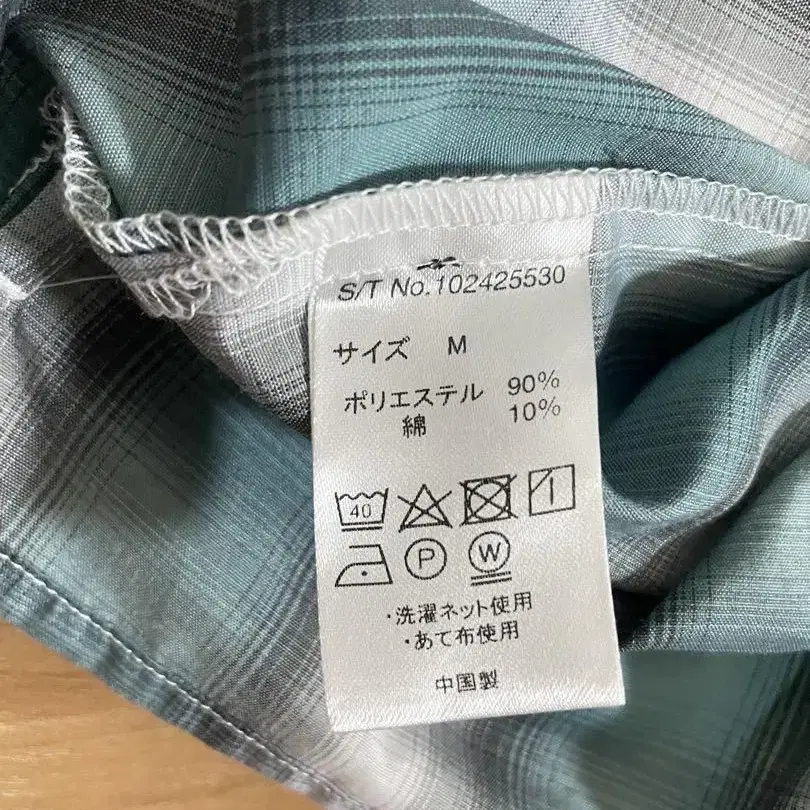 S/T No.102425530
サイズ M
ポリエステル 90%
綿 10%
40
P W
・洗濯ネット使用
・あて布使用
中国製